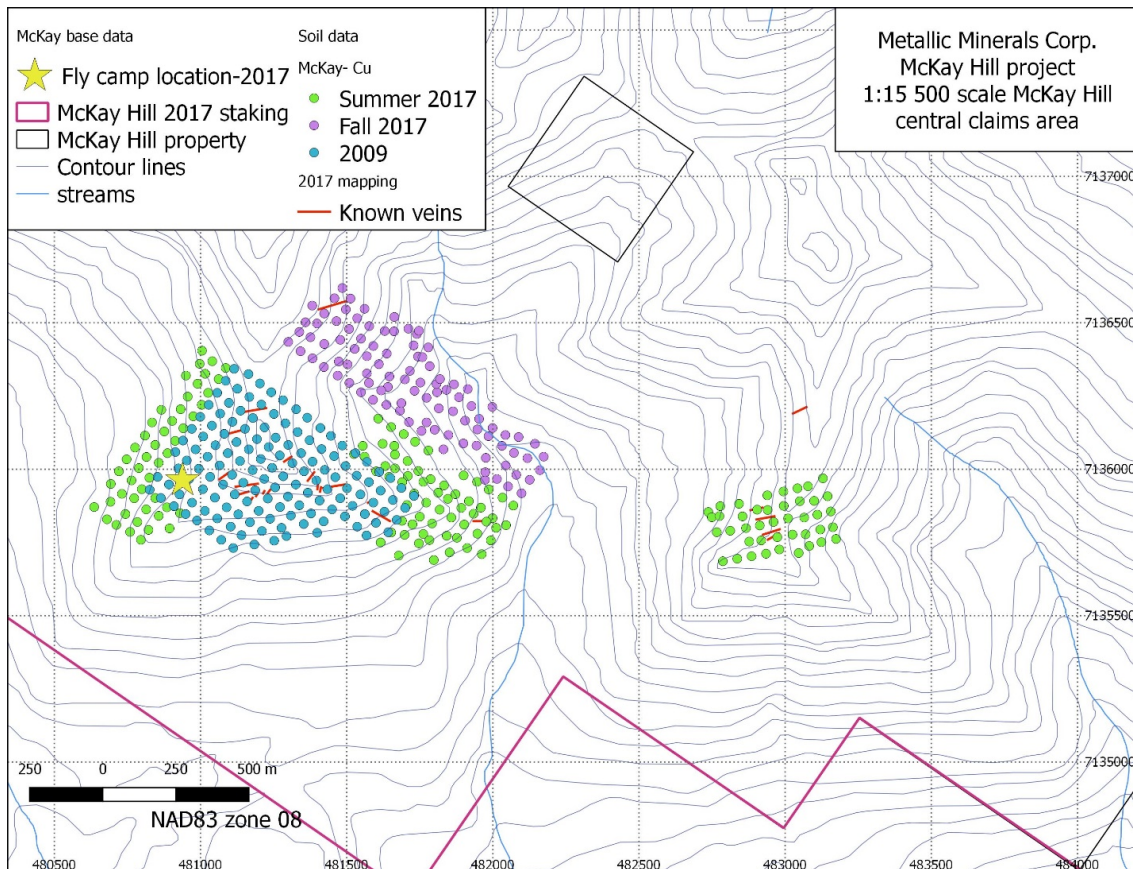 McKay base data
Fly camp location-2017
McKay Hill 2017 staking
McKay Hill property
Contour lines
streams
Soil data
McKay- Cu
Summer 2017
Fall 2017
2009
2017 mapping
Known veins
Metallic Minerals Corp.
McKay Hill project
1:15 500 scale McKay Hill
central claims area
7137000
7136500
7136000
7135500
7135000
250 0 250 500 m
NAD83 zone 08
480500 481000 481500 482000 482500 483000 483500 484000